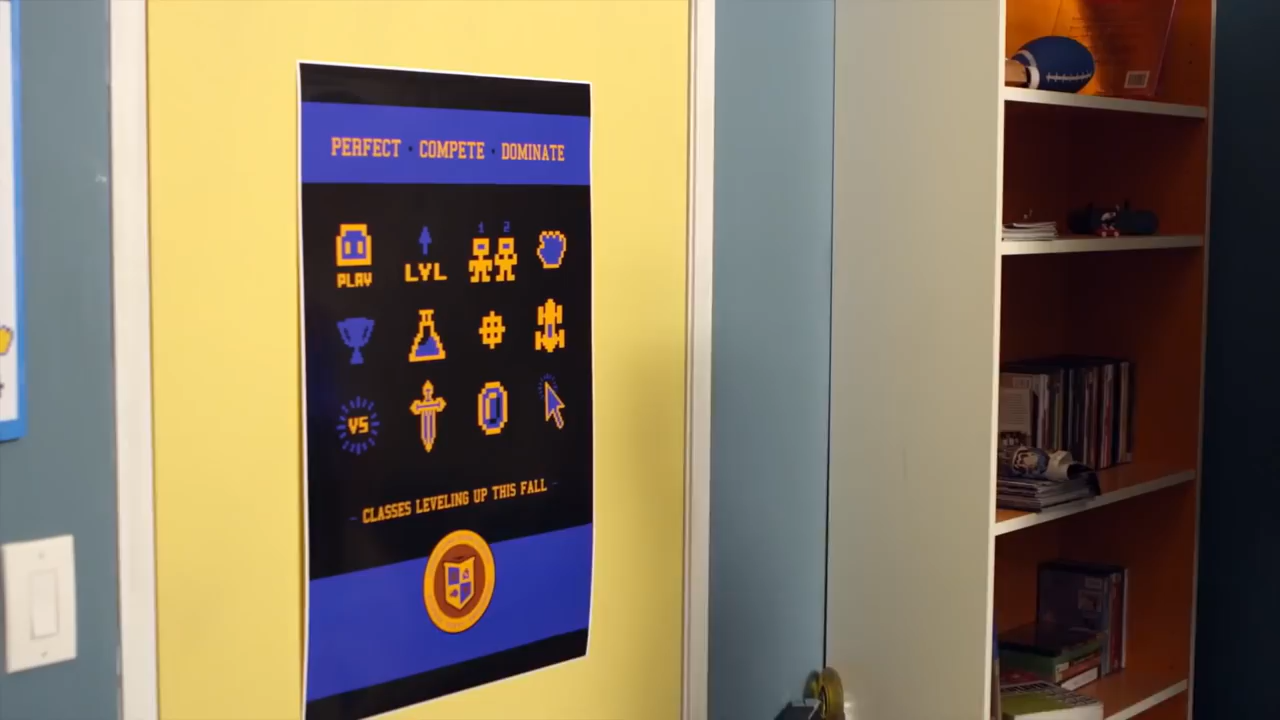 PERFECT · COMPETE · DOMINATE
1 2
PLAY
LVL
VS
- CLASSES LEVELING UP THIS FALL -